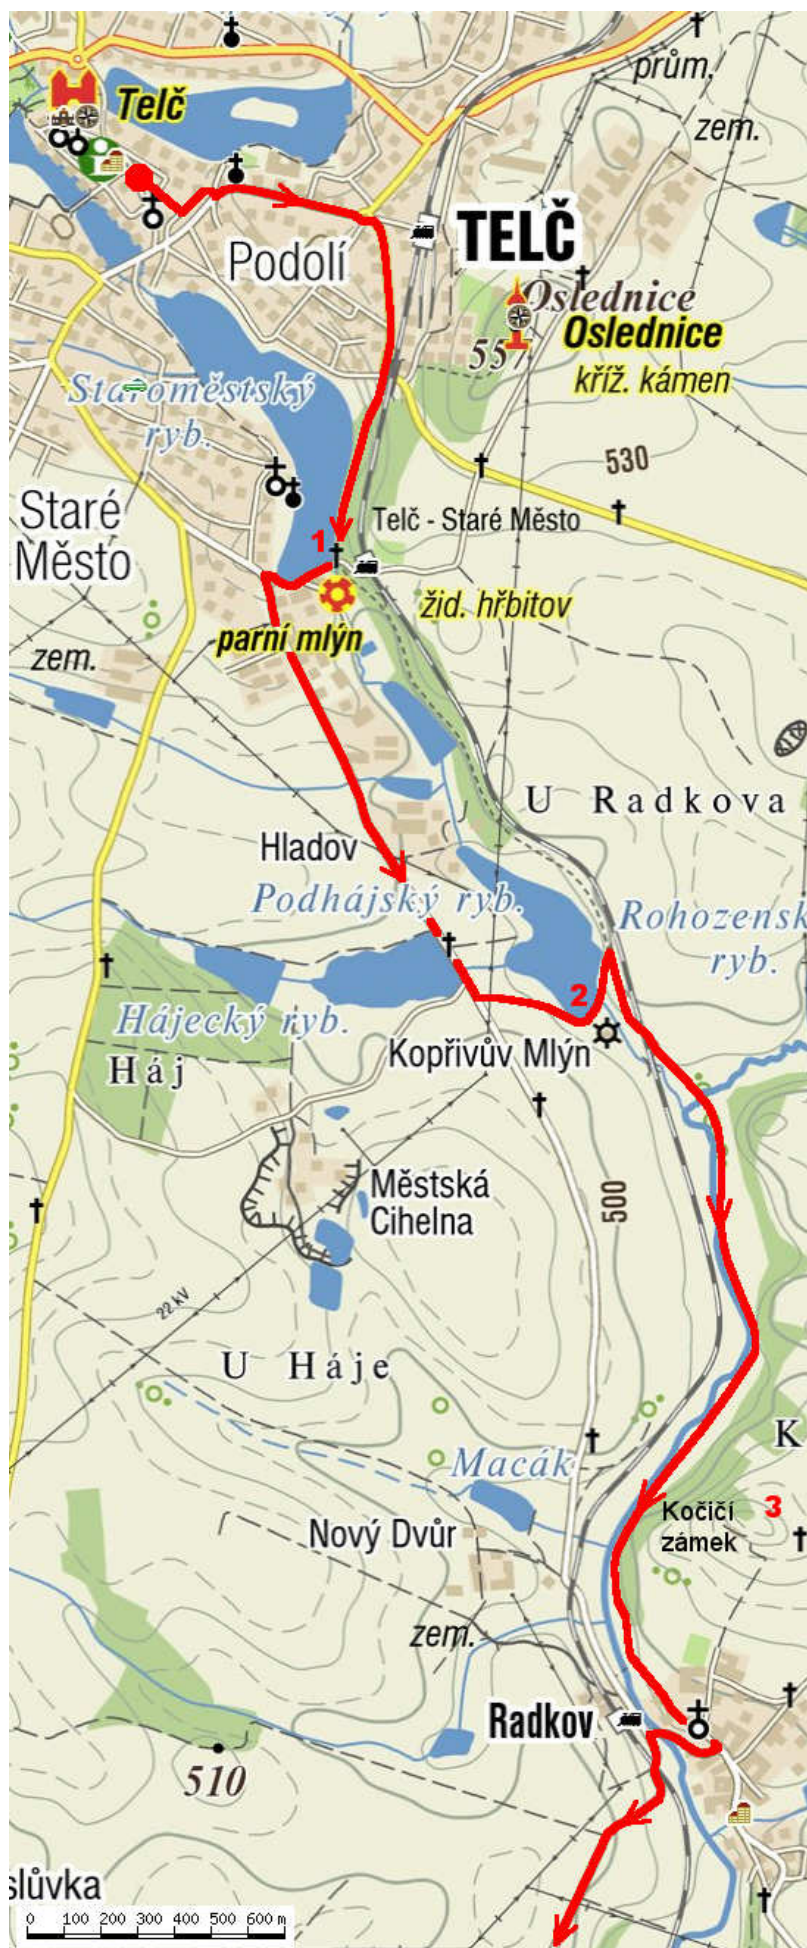 prům.
zem.
Telč
TELČ
Podolí
Oslednice
Oslednice
55
kříž. kámen
Staroměstský
ryb.
530
Staré
Město
1
Telč - Staré Město
žid. hřbitov
parní mlýn
zem.
U Radkova
Hladov
Podhájský ryb.
Rohozensk
ryb.
2
Hájecký ryb.
Kopřivův Mlýn
Háj
Městská
Cihelna
500
22 kV
U Háje
K
Macák
Kočičí
zámek
3
Nový Dvůr
zem.
Radkov
510
slůvka
0 100 200 300 400 500 600 m